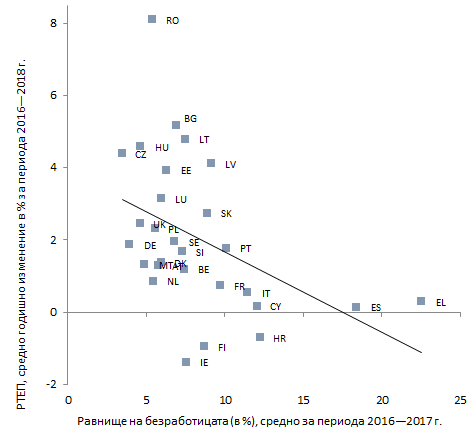 8
6
4
2
0
-2
РТЕП, средно годишно изменение в % за периода 2016—2018 г.
RO
BG
LT
HU
CZ
LV
EE
LU
SK
UK
PL
DE
SE
SI
PT
MT
AT
DK
BE
NL
FR
IT
CY
ES
EL
HR
FI
IE
0
5
10
15
20
25
Равнище на безработицата (в %), средно за периода 2016—2017 г.